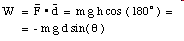 W = F̅ • d̅ = m g h cos (180°) =
= - m g d sin( θ )